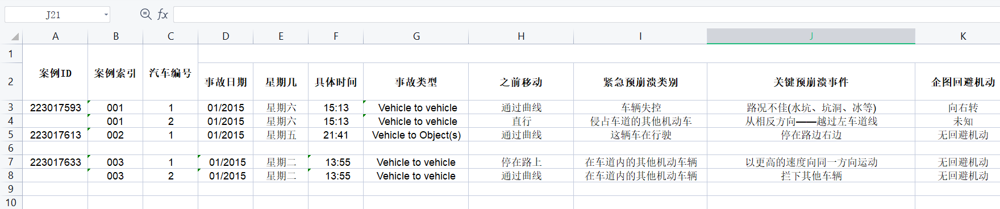 J21 fx
A B C D E F G H I J K
1
案例ID 案例索引 汽车编号
2 事故日期 星期几 具体时间 事故类型 之前移动 紧急预崩溃类别 关键预崩溃事件 企图回避机动
3 223017593 001 1 01/2015 星期六 15:13 Vehicle to vehicle 通过曲线 车辆失控 路况不佳(水坑、坑洞、冰等) 向右转
4 001 2 01/2015 星期六 15:13 Vehicle to vehicle 直行 侵占车道的其他机动车 从相反方向——越过左车道线 未知
5 223017613 002 1 01/2015 星期五 21:41 Vehicle to Object(s) 通过曲线 这辆车在行驶 停在路边右边 无回避机动
6
7 223017633 003 1 01/2015 星期二 13:55 Vehicle to vehicle 停在路上 在车道内的其他机动车辆 以更高的速度向同一方向运动 无回避机动
8 003 2 01/2015 星期二 13:55 Vehicle to vehicle 通过曲线 在车道内的其他机动车辆 拦下其他车辆 无回避机动
9
10